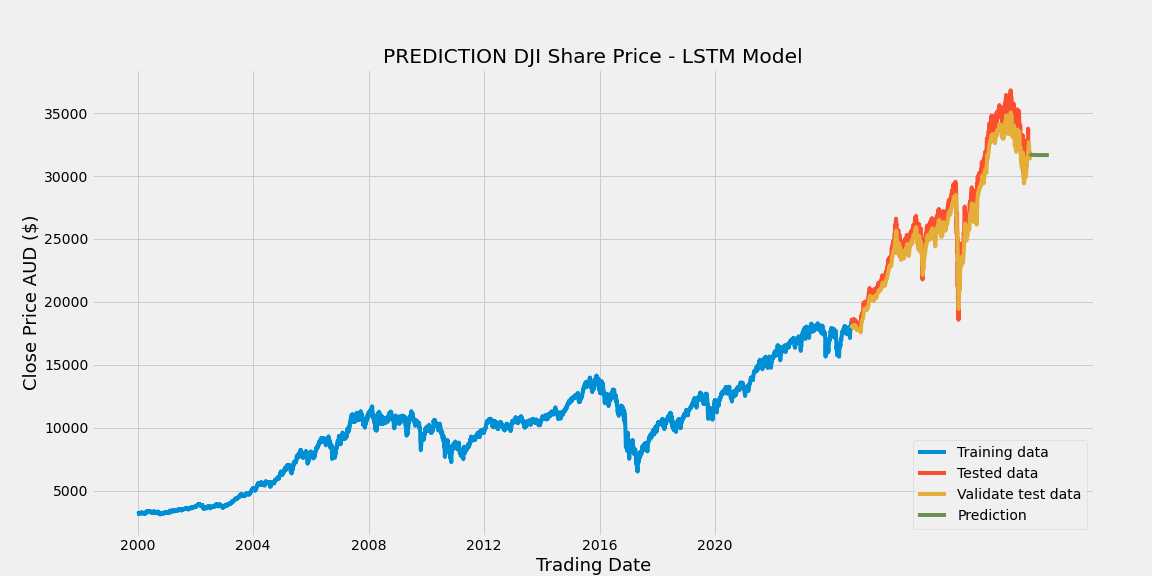 PREDICTION DJI Share Price - LSTM Model
Close Price AUD ($)
35000
30000
25000
20000
15000
10000
5000
2000 2004 2008 2012 2016 2020
Trading Date
Training data
Tested data
Validate test data
Prediction